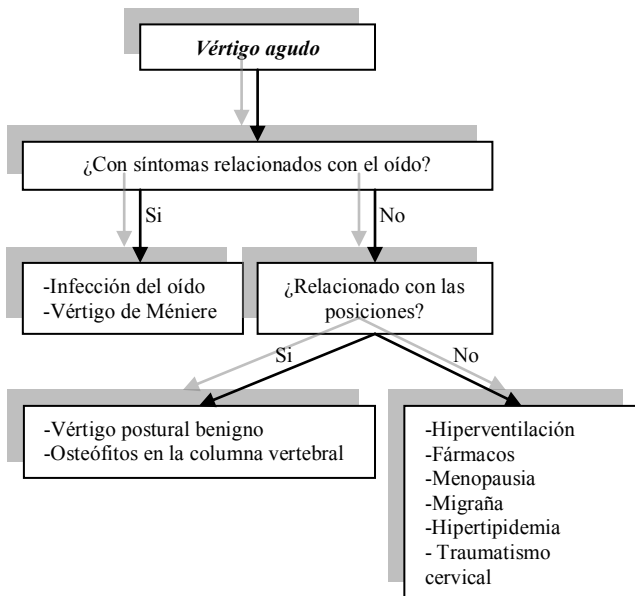 Vértigo agudo
¿Con síntomas relacionados con el oído?
Si
No
-Infección del oído
-Vértigo de Méniere
¿Relacionado con las
posiciones?
Si
No
-Vértigo postural benigno
-Osteófitos en la columna vertebral
-Hiperventilación
-Fármacos
-Menopausia
-Migraña
-Hipertipidemia
- Traumatismo
cervical